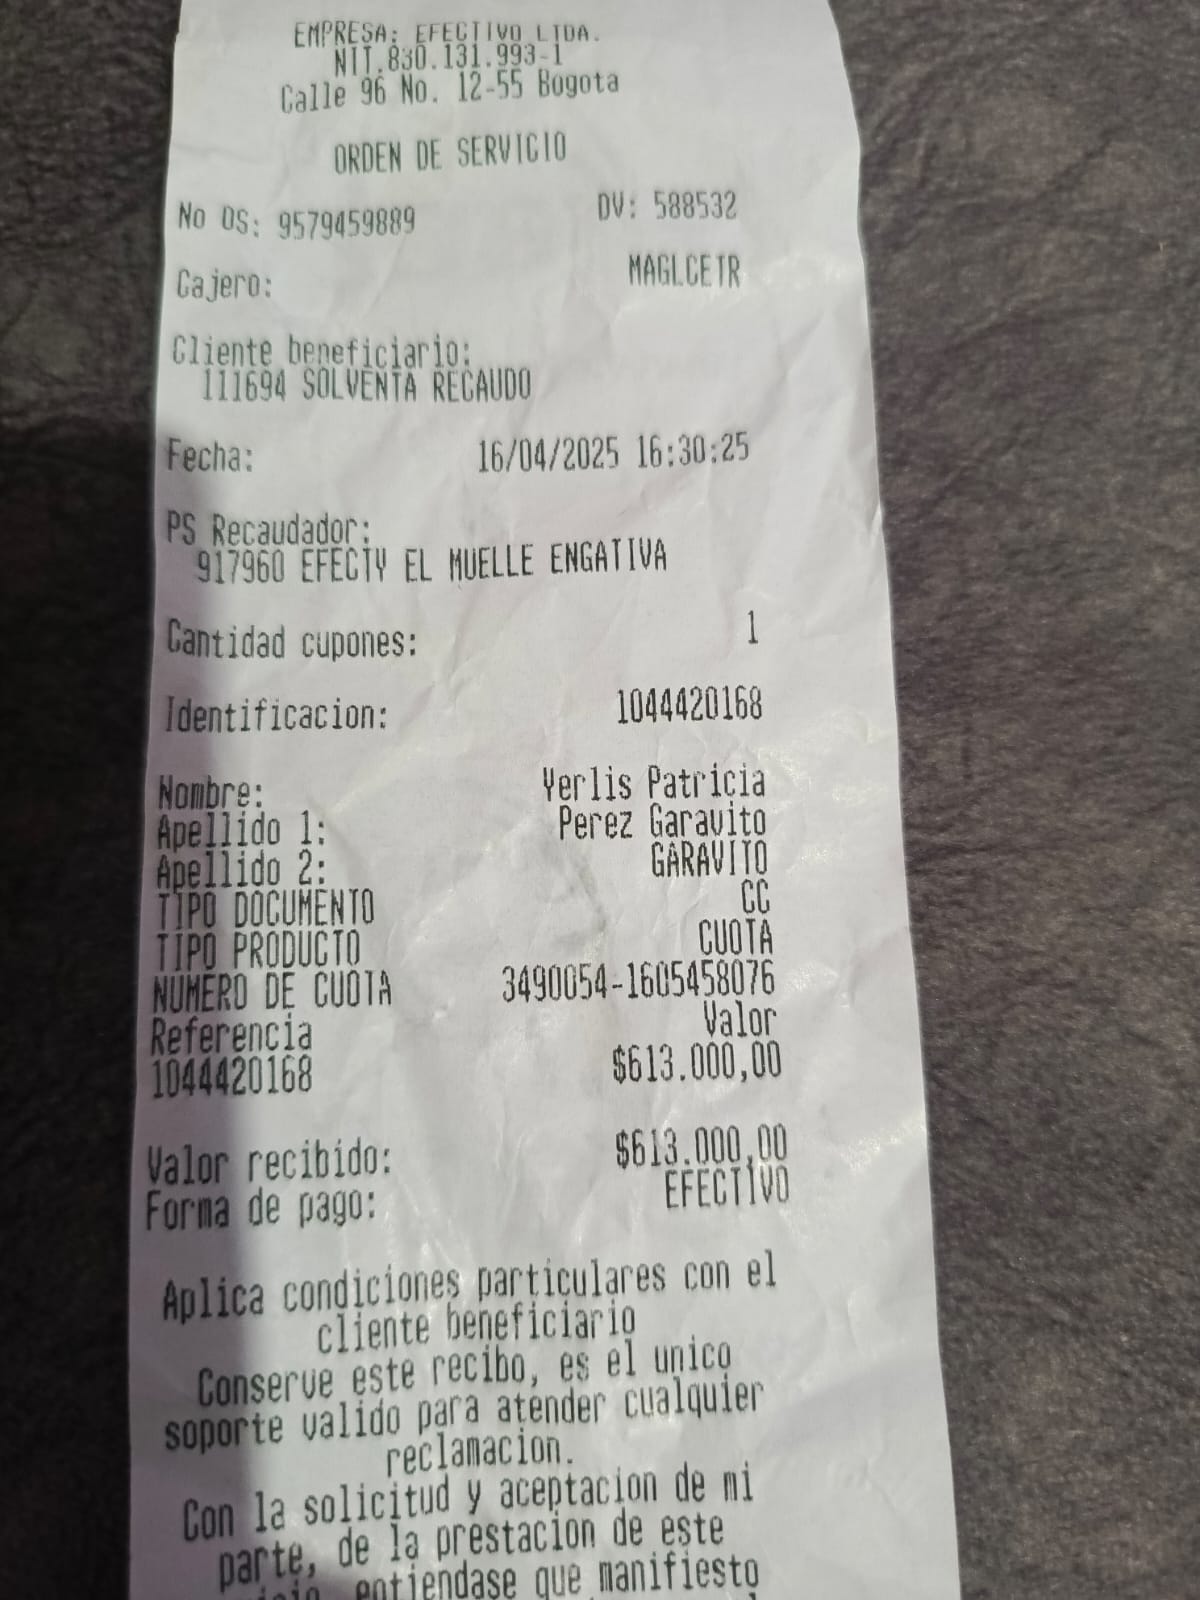 EMPRESA: EFECTIVO LTDA.
NIT.830.131.993-1
Calle 96 No. 12-55 Bogota
ORDEN DE SERVICIO
No OS: 9579459889 DV: 588532
Cajero: MAGLCETR
Cliente beneficiario:
111694 SOLVENTA RECAUDO
Fecha: 16/04/2025 16:30:25
PS Recaudador:
917960 EFECTY EL MUELLE ENGATIVA
Cantidad cupones: 1
Identificacion: 1044420168
Nombre: Yerlis Patricia
Apellido 1: Perez Garavito
Apellido 2: GARAVITO
TIPO DOCUMENTO CC
TIPO PRODUCTO CUOTA
NUMERO DE CUOTA 3490054-1605458076
Referencia Valor
1044420168 $613.000,00
Valor recibido: $613.000,00
Forma de pago: EFECTIVO
Aplica condiciones particulares con el
cliente beneficiario
Conserve este recibo, es el unico
soporte valido para atender cualquier
reclamacion.
Con la solicitud y aceptacion de mi
parte, de la prestacion de este
entiendase que manifiesto